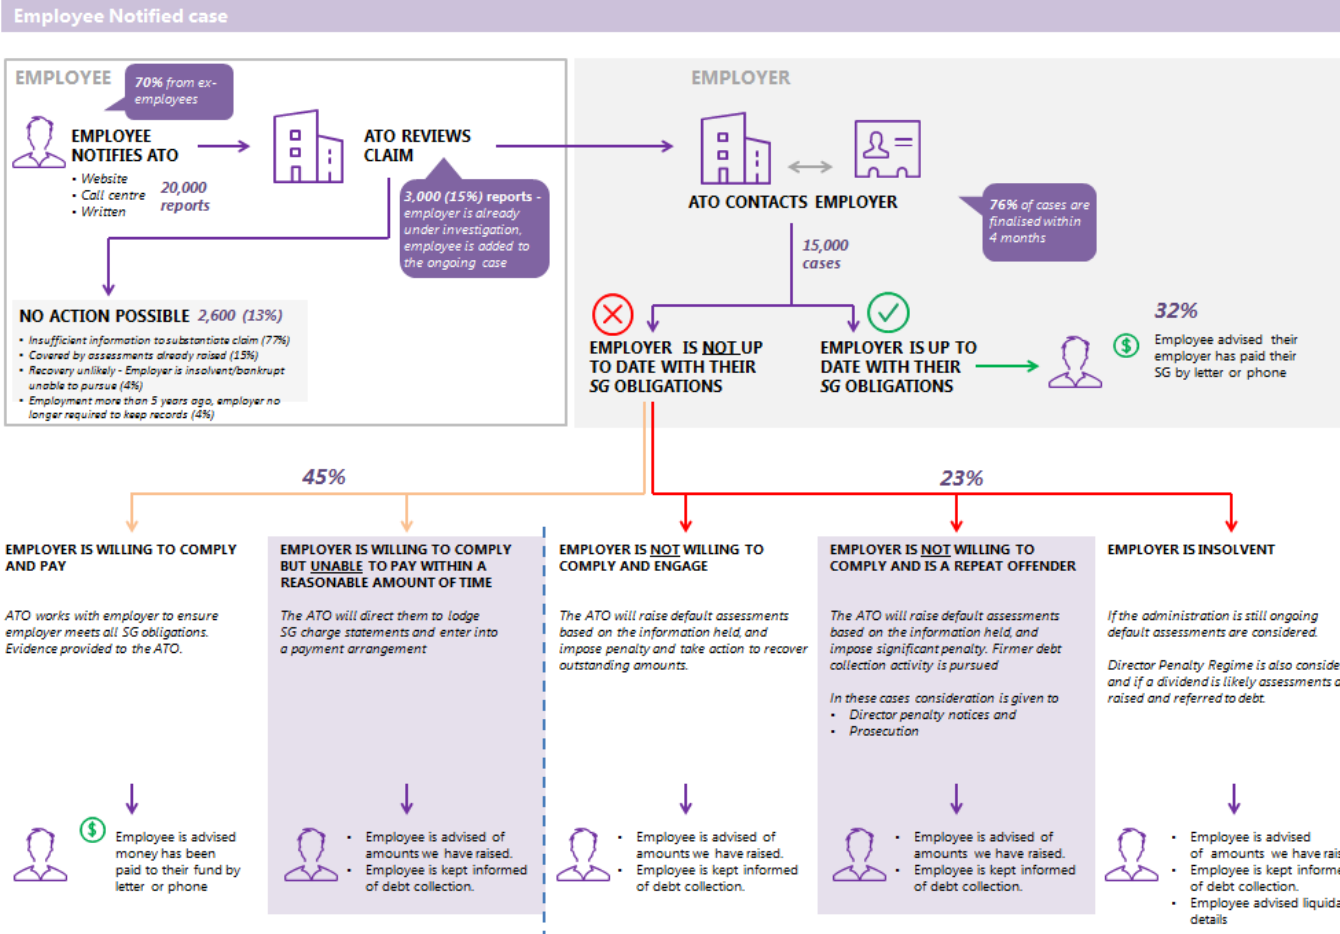 Employee Notified case
EMPLOYEE
70% from ex-
employees
EMPLOYEE
NOTIFIES ATO
• Website
• Call centre
• Written
20,000
reports
ATO REVIEWS
CLAIM
3,000 (15%) reports -
employer is already
under investigation,
employee is added to
the ongoing case
NO ACTION POSSIBLE 2,600 (13%)
• Insufficient information to substantiate claim (77%)
• Covered by assessments already raised (15%)
• Recovery unlikely - Employer is insolvent/bankrupt
unable to pursue (4%)
• Employment more than 5 years ago, employer no
longer required to keep records (4%)
EMPLOYER
ATO CONTACTS EMPLOYER
76% of cases are
finalised within
4 months
15,000
cases
EMPLOYER IS NOT UP
TO DATE WITH THEIR
SG OBLIGATIONS
EMPLOYER IS UP TO
DATE WITH THEIR
SG OBLIGATIONS
$
32%
Employee advised their
employer has paid their
SG by letter or phone
45%
23%
EMPLOYER IS WILLING TO COMPLY
AND PAY
ATO works with employer to ensure
employer meets all SG obligations.
Evidence provided to the ATO.
$
Employee is advised
money has been
paid to their fund by
letter or phone
EMPLOYER IS WILLING TO COMPLY
BUT UNABLE TO PAY WITHIN A
REASONABLE AMOUNT OF TIME
The ATO will direct them to lodge
SG charge statements and enter into
a payment arrangement
• Employee is advised of
amounts we have raised.
• Employee is kept informed
of debt collection.
EMPLOYER IS NOT WILLING TO
COMPLY AND ENGAGE
The ATO will raise default assessments
based on the information held, and
impose penalty and take action to recover
outstanding amounts.
• Employee is advised of
amounts we have raised.
• Employee is kept informed
of debt collection.
EMPLOYER IS NOT WILLING TO
COMPLY AND IS A REPEAT OFFENDER
The ATO will raise default assessments
based on the information held, and
impose significant penalty. Firmer debt
collection activity is pursued
In these cases consideration is given to
• Director penalty notices and
• Prosecution
• Employee is advised of
amounts we have raised.
• Employee is kept informed
of debt collection.
EMPLOYER IS INSOLVENT
If the administration is still ongoing
default assessments are considered.
Director Penalty Regime is also
and if a dividend is likely assessments
raised and referred to debt.
• Employee is advised
of amounts we have
• Employee is kept
of debt collection.
• Employee advised
details